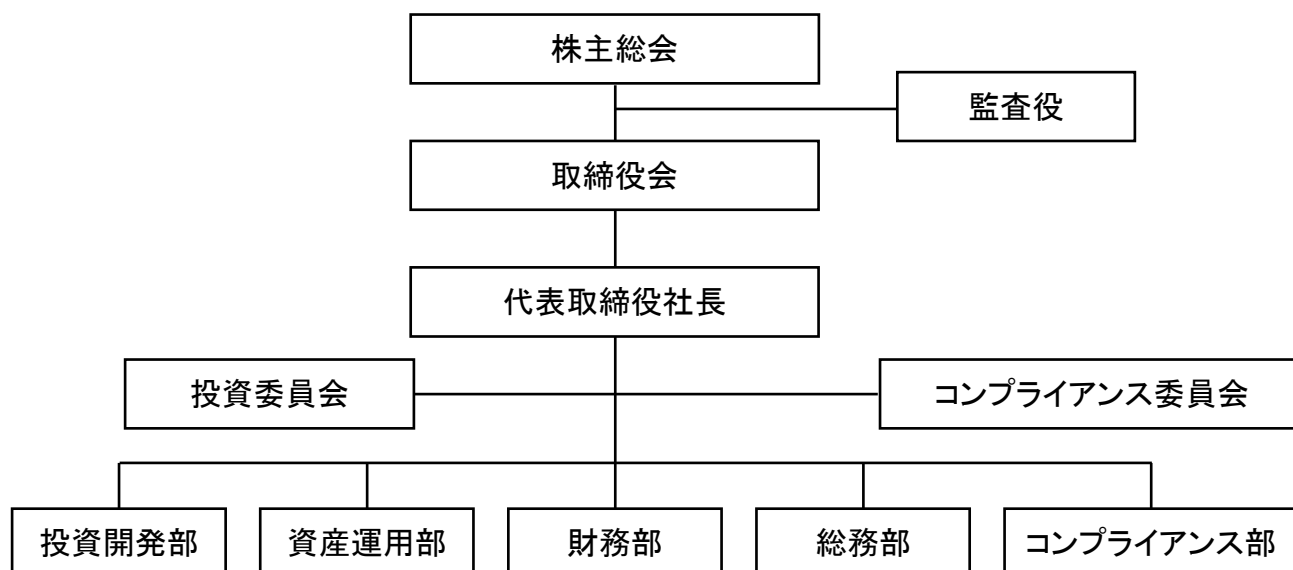 株主総会
監査役
取締役会
代表取締役社長
投資委員会
コンプライアンス委員会
投資開発部
資産運用部
財務部
総務部
コンプライアンス部